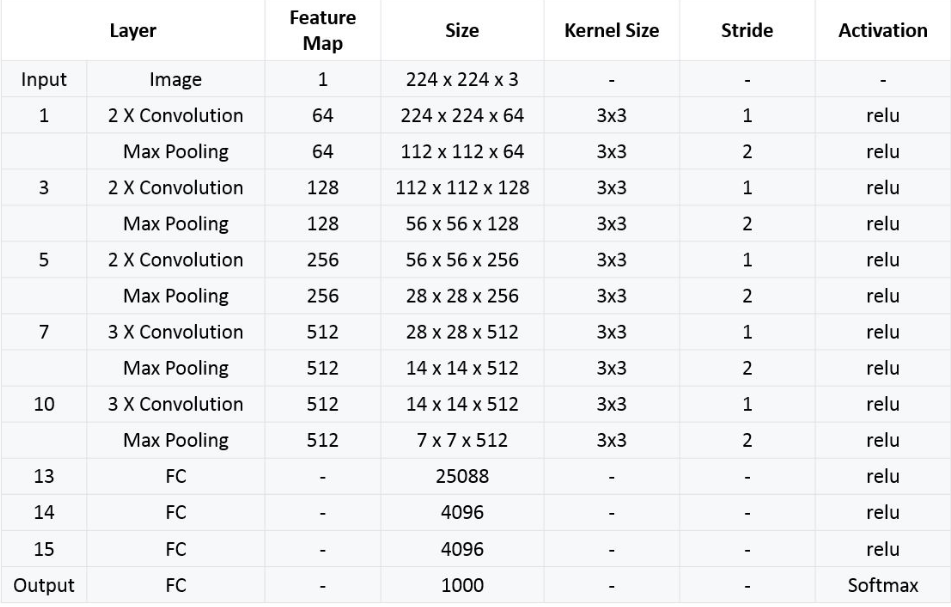 Layer Feature Map Size Kernel Size Stride Activation
Input Image 1 224 x 224 x 3 - - -
1 2 X Convolution 64 224 x 224 x 64 3x3 1 relu
Max Pooling 64 112 x 112 x 64 3x3 2 relu
3 2 X Convolution 128 112 x 112 x 128 3x3 1 relu
Max Pooling 128 56 x 56 x 128 3x3 2 relu
5 2 X Convolution 256 56 x 56 x 256 3x3 1 relu
Max Pooling 256 28 x 28 x 256 3x3 2 relu
7 3 X Convolution 512 28 x 28 x 512 3x3 1 relu
Max Pooling 512 14 x 14 x 512 3x3 2 relu
10 3 X Convolution 512 14 x 14 x 512 3x3 1 relu
Max Pooling 512 7 x 7 x 512 3x3 2 relu
13 FC - 25088 - - relu
14 FC - 4096 - - relu
15 FC - 4096 - - relu
Output FC - 1000 - - Softmax